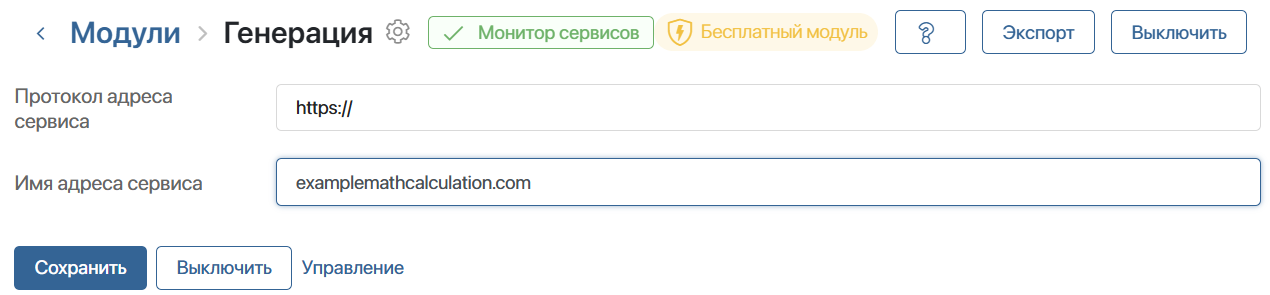 Модули Генерация Монитор сервисов Бесплатный модуль ? Экспорт Выключить
Протокол адреса
сервиса
https://
Имя адреса сервиса examplemathcalculation.com
Сохранить Выключить Управление